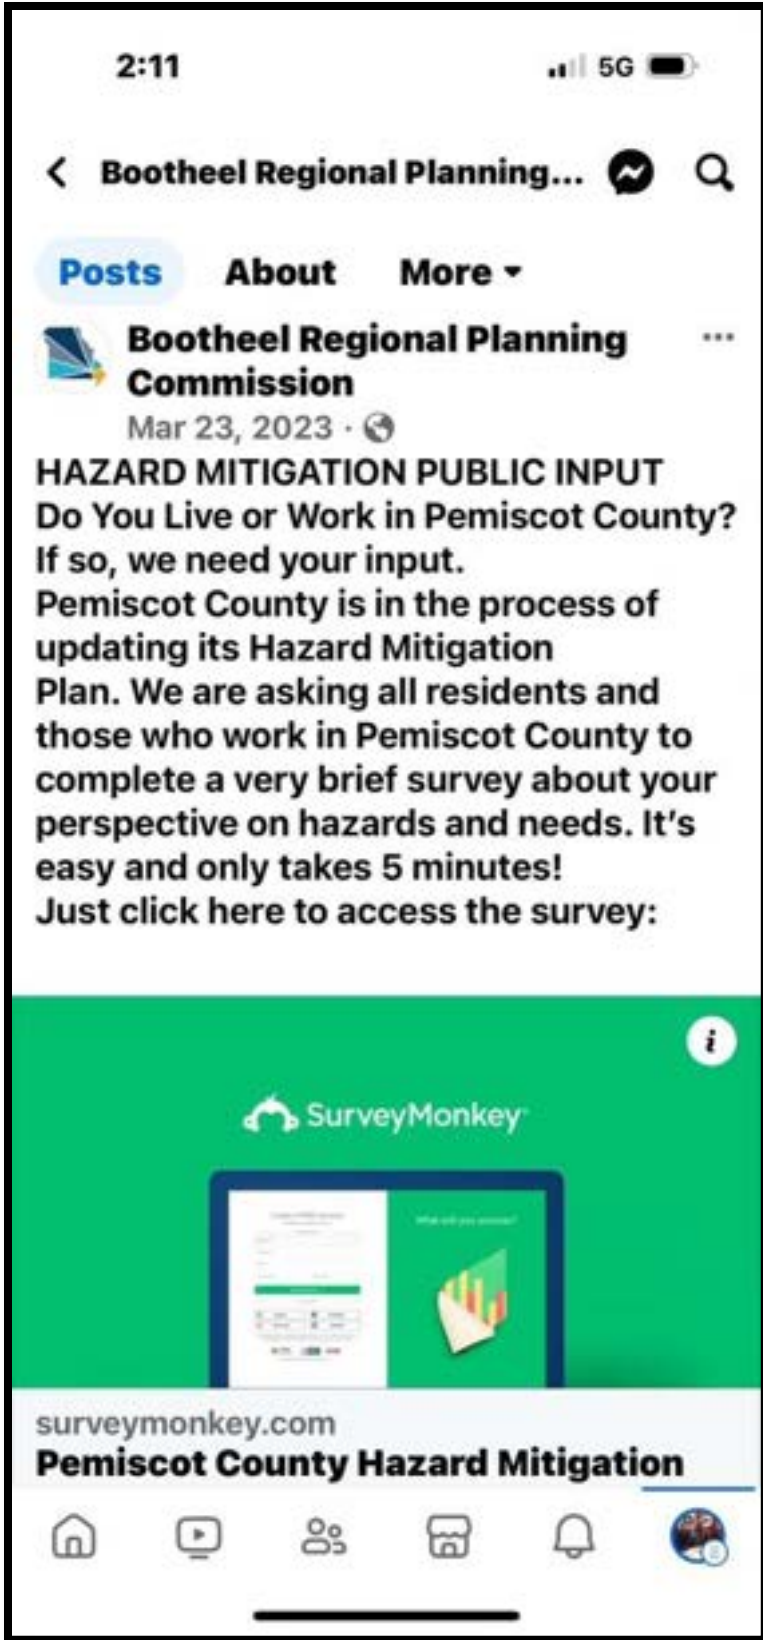 2:11
5G
Bootheel Regional Planning...
Posts About More
Bootheel Regional Planning
Commission
Mar 23, 2023 ·
HAZARD MITIGATION PUBLIC INPUT
Do You Live or Work in Pemiscot County?
If so, we need your input.
Pemiscot County is in the process of
updating its Hazard Mitigation
Plan. We are asking all residents and
those who work in Pemiscot County to
complete a very brief survey about your
perspective on hazards and needs. It's
easy and only takes 5 minutes!
Just click here to access the survey:
i
SurveyMonkey
surveymonkey.com
Pemiscot County Hazard Mitigation